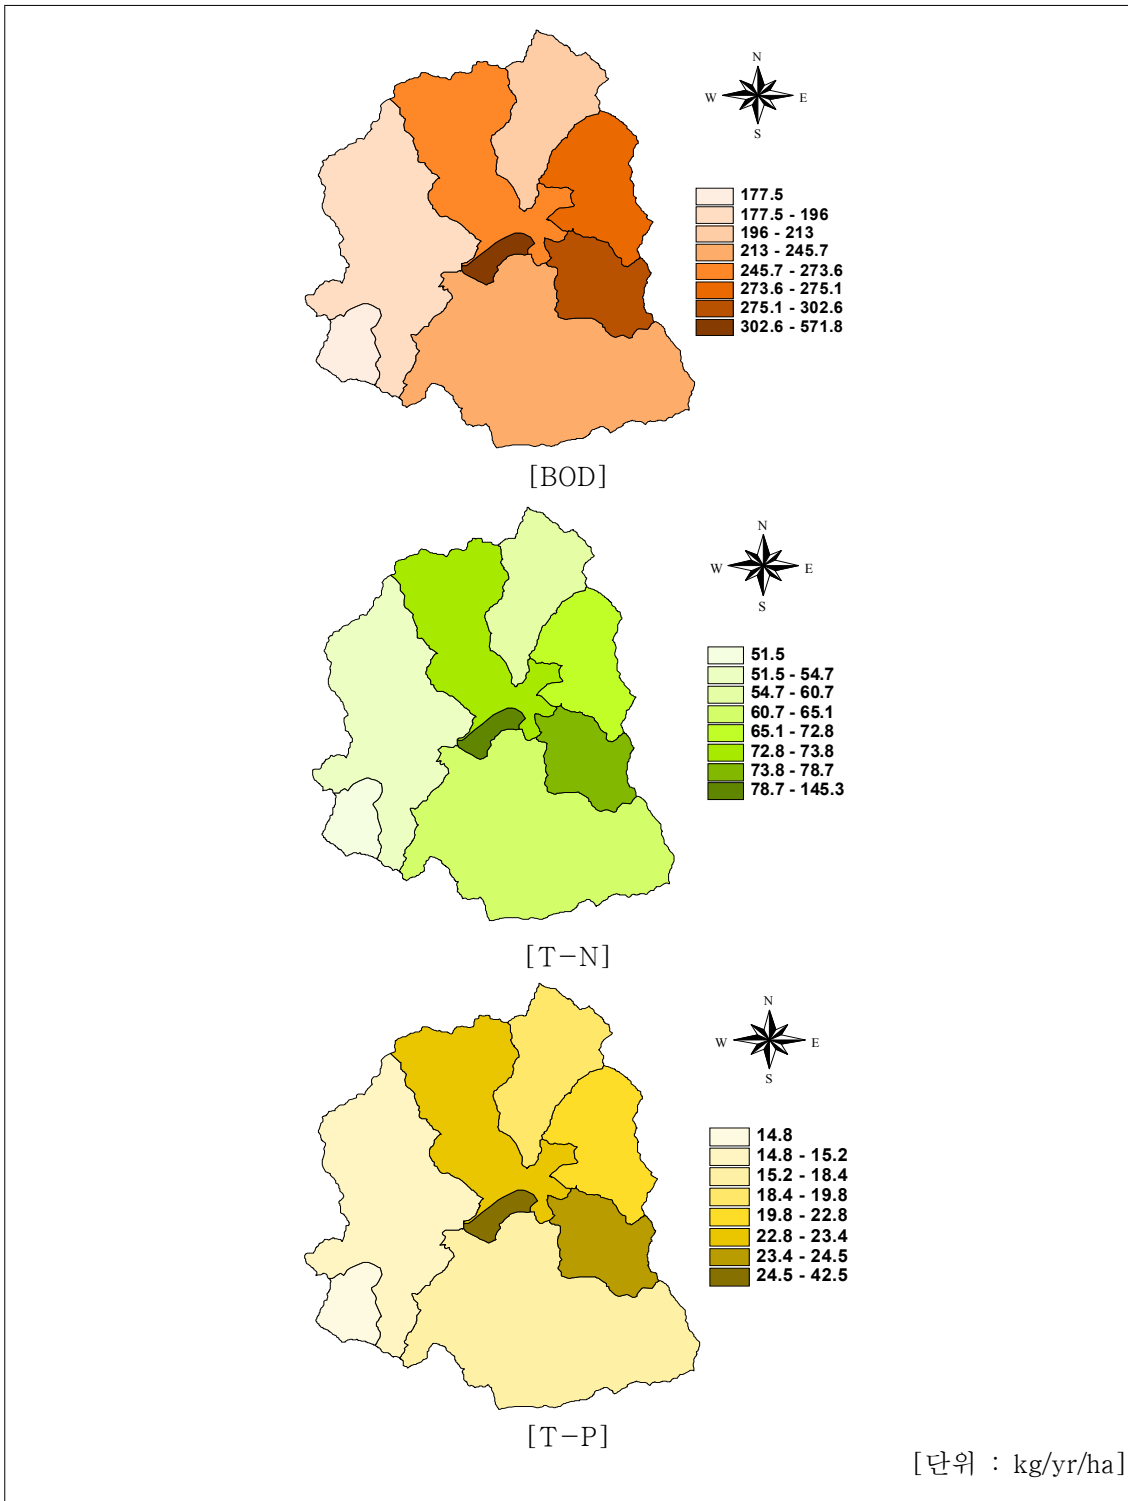 N
W
E
S
177.5
177.5 - 196
196 - 213
213 - 245.7
245.7 - 273.6
273.6 - 275.1
275.1 - 302.6
302.6 - 571.8
[BOD]
N
W
E
S
51.5
51.5 - 54.7
54.7 - 60.7
60.7 - 65.1
65.1 - 72.8
72.8 - 73.8
73.8 - 78.7
78.7 - 145.3
[T-N]
N
W
E
S
14.8
14.8 - 15.2
15.2 - 18.4
18.4 - 19.8
19.8 - 22.8
22.8 - 23.4
23.4 - 24.5
24.5 - 42.5
[T-P]
[단위 : kg/yr/ha]